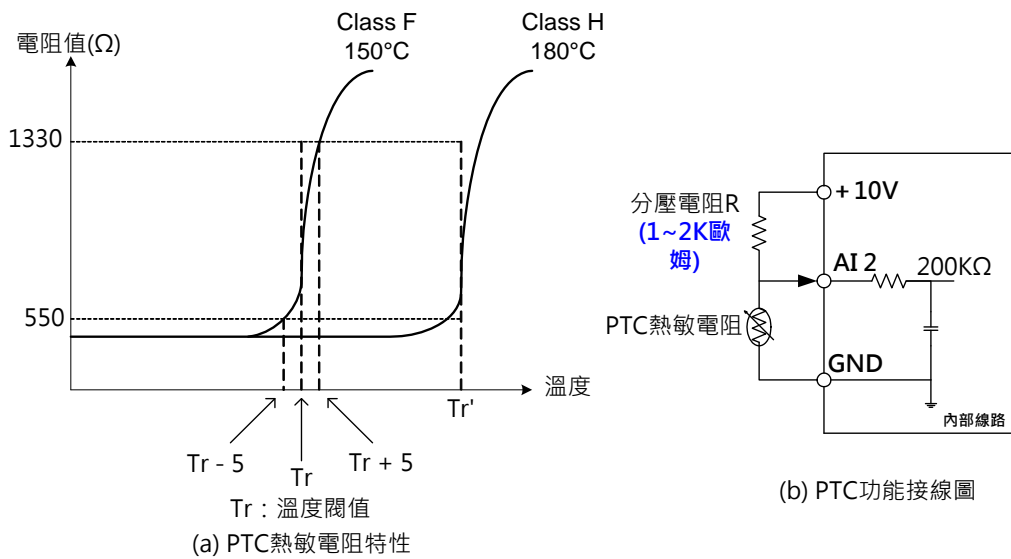 電阻值(Ω)
Class F
150°C
Class H
180°C
1330
550
溫度
Tr'
Tr - 5
Tr
Tr + 5
Tr：溫度閥值
(a) PTC熱敏電阻特性
分壓電阻R
(1~2K歐
姆)
PTC熱敏電阻
+ 10V
AI 2
200KΩ
GND
內部線路
(b) PTC功能接線圖